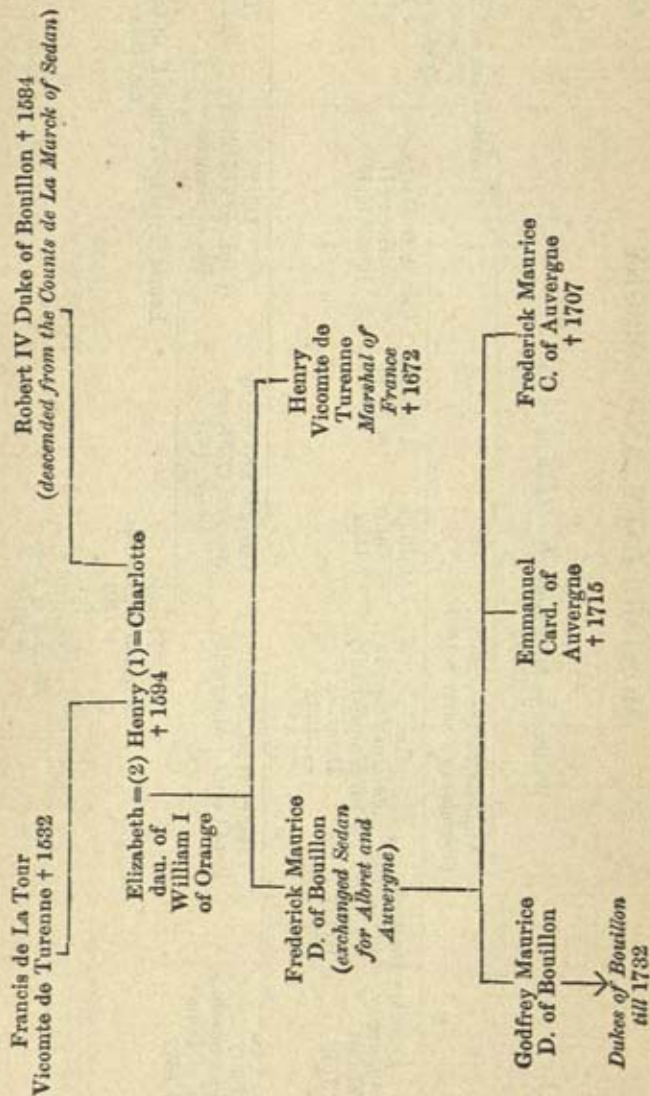 Francis de La Tour
Vicomte de Turenne † 1532
Robert IV Duke of Bouillon † 1584
(descended from the Counts de La Marck of Sedan)
Elizabeth=(2) Henry (1)=Charlotte
dau. of
William I
of Orange
† 1594
Frederick Maurice
D. of Bouillon
(exchanged Sedan
for Albret and
Auvergne)
Henry
Vicomte de
Turenne
Marshal of
France
† 1672
Godfrey Maurice
D. of Bouillon
Emmanuel
Card. of
Auvergne
† 1715
Frederick Maurice
C. of Auvergne
† 1707
Dukes of Bouillon
till 1732